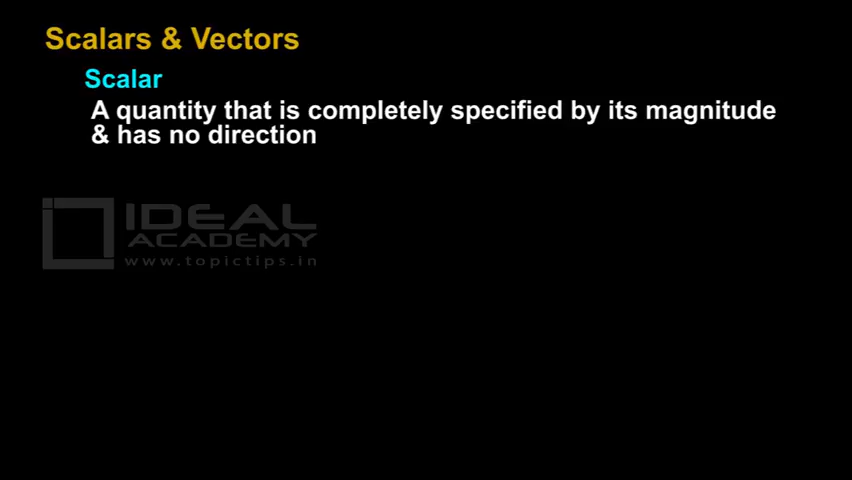 Scalars & Vectors
Scalar
A quantity that is completely specified by its magnitude
& has no direction
IDEAL
ACADEMY
www.topictips.in